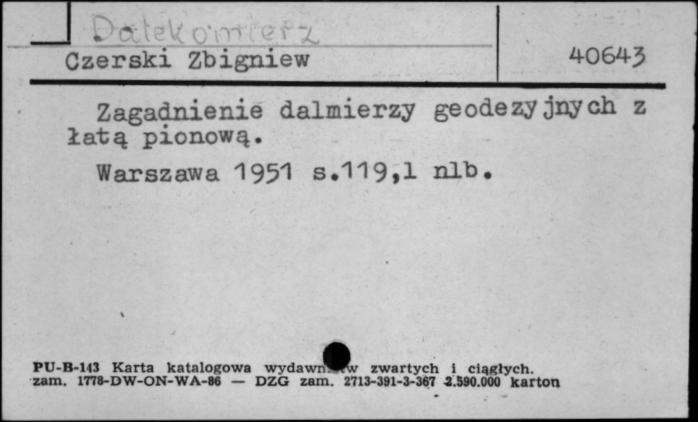 Dalekomierz
Czerski Zbigniew
40643
Zagadnienie dalmierzy geodezyjnych z
łatą pionową.
Warszawa 1951 s.119,1 nlb.
PU-B-143 Karta katalogowa zwartych i ciągłych.
zam. 1778-DW-ON-WA-86 — DZG zam. 2713-391-3-367 2.590.000 karton